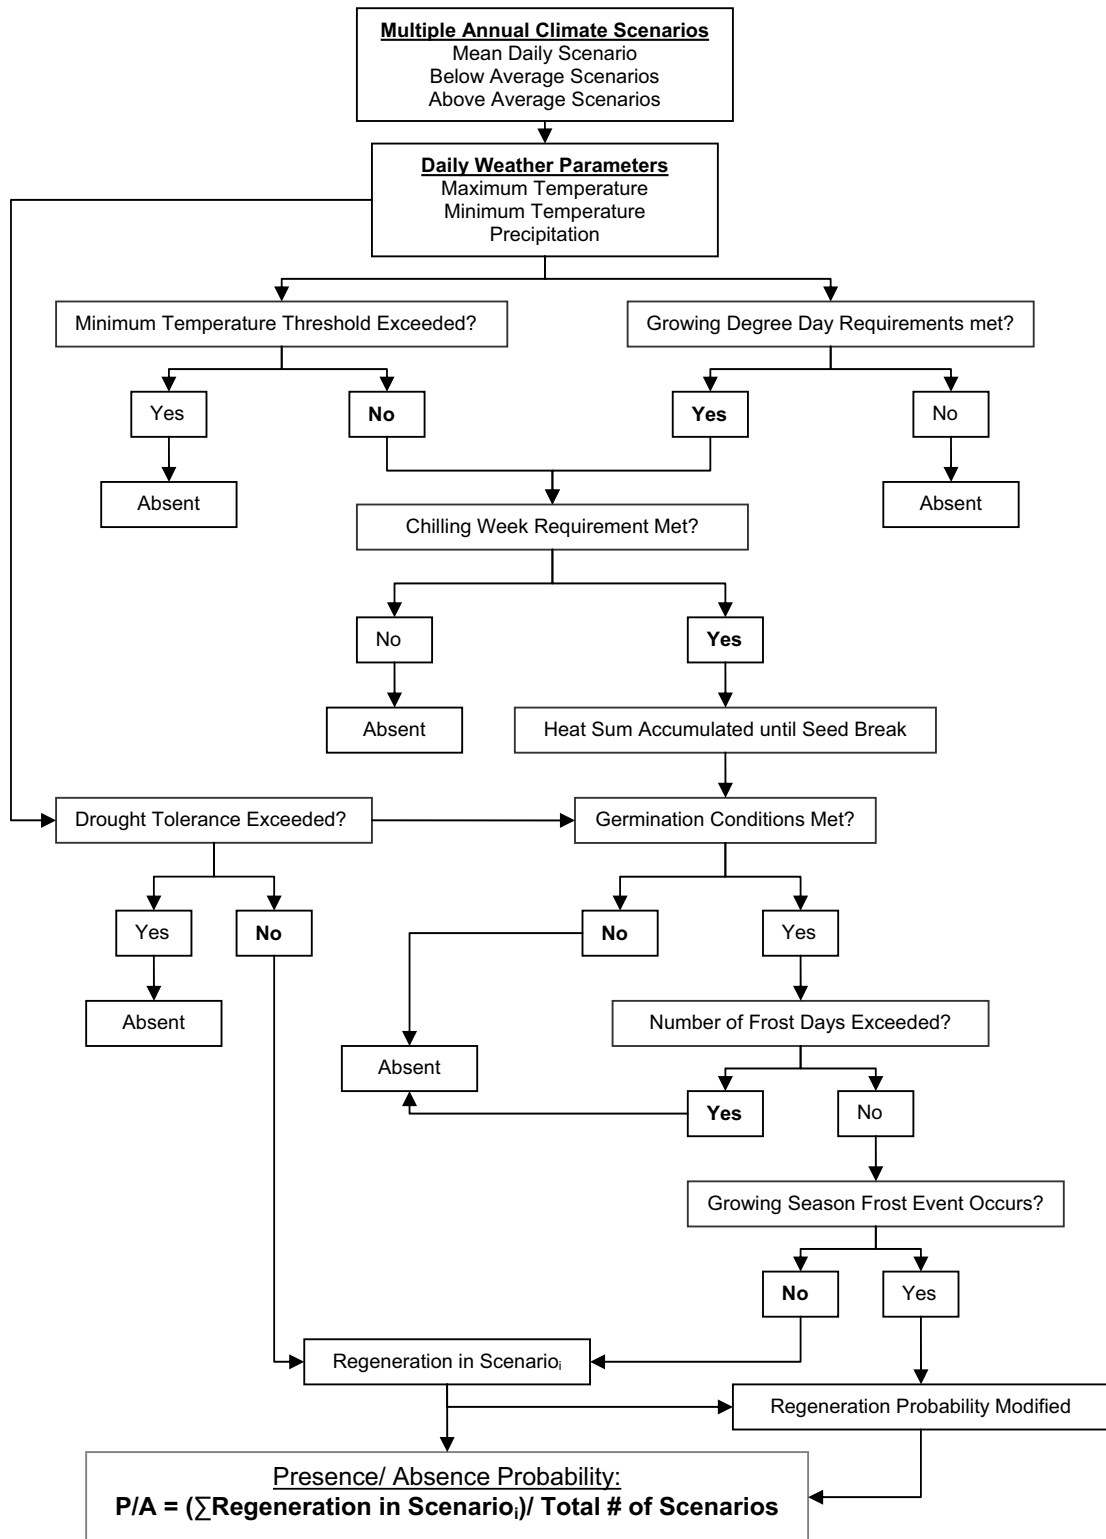 Multiple Annual Climate Scenarios
Mean Daily Scenario
Below Average Scenarios
Above Average Scenarios
Daily Weather Parameters
Maximum Temperature
Minimum Temperature
Precipitation
Minimum Temperature Threshold Exceeded?
Growing Degree Day Requirements met?
Yes
No
Yes
No
Absent
Absent
Chilling Week Requirement Met?
No
Yes
Absent
Heat Sum Accumulated until Seed Break
Drought Tolerance Exceeded?
Germination Conditions Met?
Yes
No
No
Yes
Absent
Number of Frost Days Exceeded?
Absent
Yes
No
Growing Season Frost Event Occurs?
No
Yes
Regeneration in Scenarioᵢ
Regeneration Probability Modified
Presence/ Absence Probability:
P/A = (∑Regeneration in Scenarioᵢ)/ Total # of Scenarios